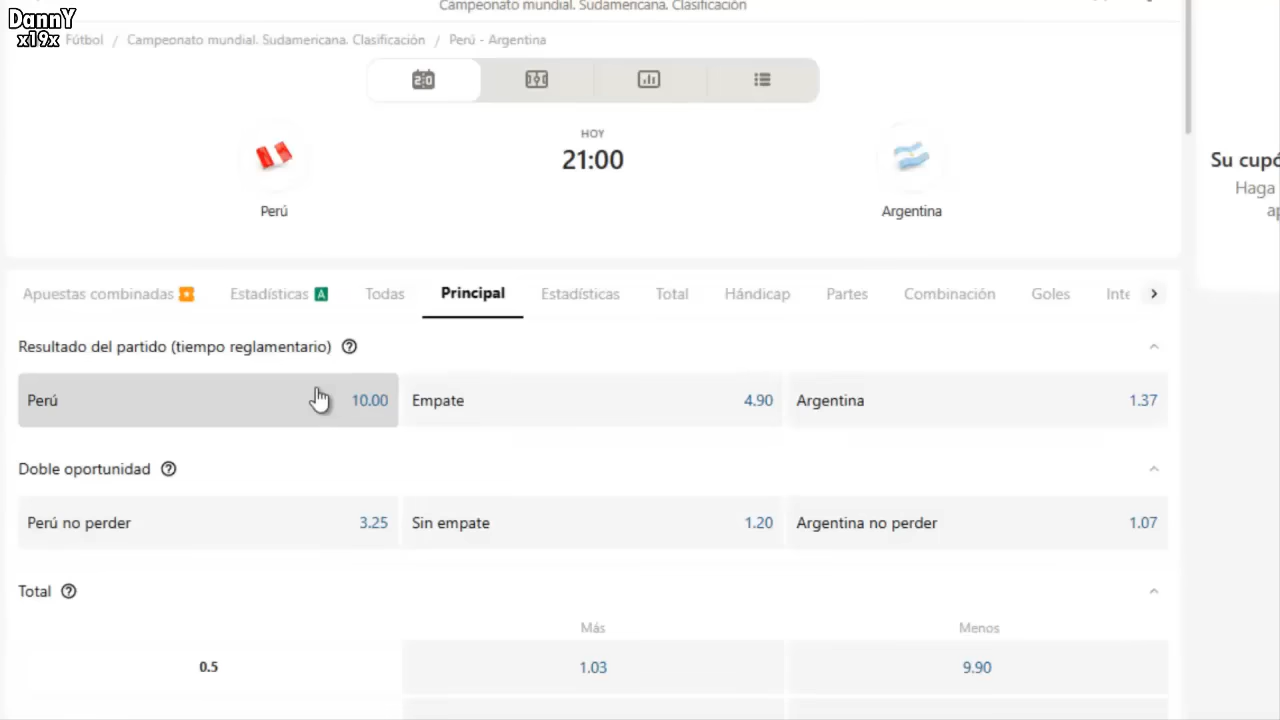 DannY
x19x
Campeonato mundial. Sudamericana. Clasificación
Fútbol / Campeonato mundial. Sudamericana. Clasificación / Perú - Argentina
2:0
HOY
21:00
Perú
Argentina
Su cupó
Haga
ap
Apuestas combinadas Estadísticas A Todas Principal Estadísticas Total Hándicap Partes Combinación Goles Inte
Resultado del partido (tiempo reglamentario) ?
Perú 10.00 Empate 4.90 Argentina 1.37
Doble oportunidad ?
Perú no perder 3.25 Sin empate 1.20 Argentina no perder 1.07
Total ?
Más Menos
0.5 1.03 9.90